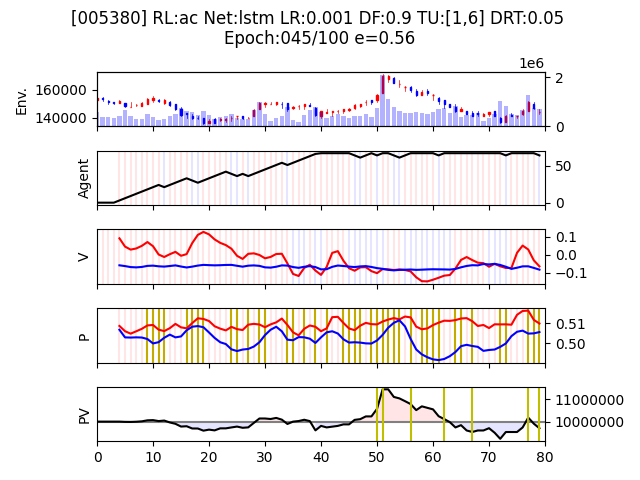 [005380] RL:ac Net:lstm LR:0.001 DF:0.9 TU:[1,6] DRT:0.05
Epoch:045/100 e=0.56
1e6
Env.
160000
140000
2
0
Agent
50
0
V
0.1
0.0
−0.1
P
0.51
0.50
PV
11000000
10000000
0 10 20 30 40 50 60 70 80